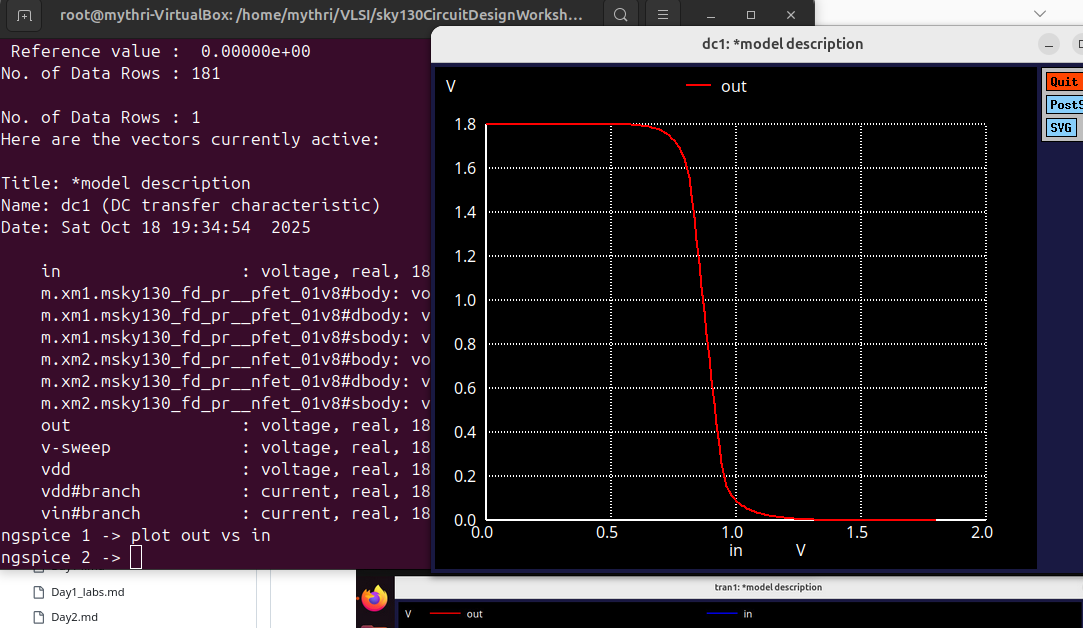 root@mythri-VirtualBox: /home/mythri/VLSI/sky130CircuitDesignWorksh...
Reference value :  0.00000e+00
No. of Data Rows : 181
No. of Data Rows : 1
Here are the vectors currently active:
Title: *model description
Name: dc1 (DC transfer characteristic)
Date: Sat Oct 18 19:34:54  2025
in : voltage, real, 18
m.xm1.msky130_fd_pr__pfet_01v8#body: vo
m.xm1.msky130_fd_pr__pfet_01v8#dbody: v
m.xm1.msky130_fd_pr__pfet_01v8#sbody: v
m.xm2.msky130_fd_pr__nfet_01v8#body: vo
m.xm2.msky130_fd_pr__nfet_01v8#dbody: v
m.xm2.msky130_fd_pr__nfet_01v8#sbody: v
out : voltage, real, 18
v-sweep : voltage, real, 18
vdd : voltage, real, 18
vdd#branch : current, real, 18
vin#branch : current, real, 18
ngspice 1 -> plot out vs in
ngspice 2 ->
dc1: *model description
V
out
1.8
1.6
1.4
1.2
1.0
0.8
0.6
0.4
0.2
0.0
0.0 0.5 1.0 1.5 2.0
in V
Quit
PostS
SVG
Day1_labs.md
Day2.md
tran1: *model description
V out in